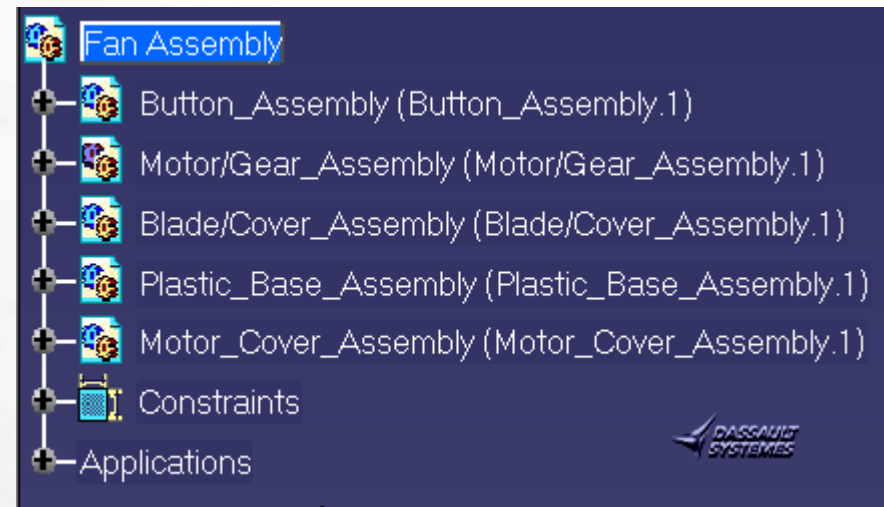 Fan Assembly
Button_Assembly (Button_Assembly.1)
Motor/Gear_Assembly (Motor/Gear_Assembly.1)
Blade/Cover_Assembly (Blade/Cover_Assembly.1)
Plastic_Base_Assembly (Plastic_Base_Assembly.1)
Motor_Cover_Assembly (Motor_Cover_Assembly.1)
Constraints
DASSAULT
SYSTEMES
Applications